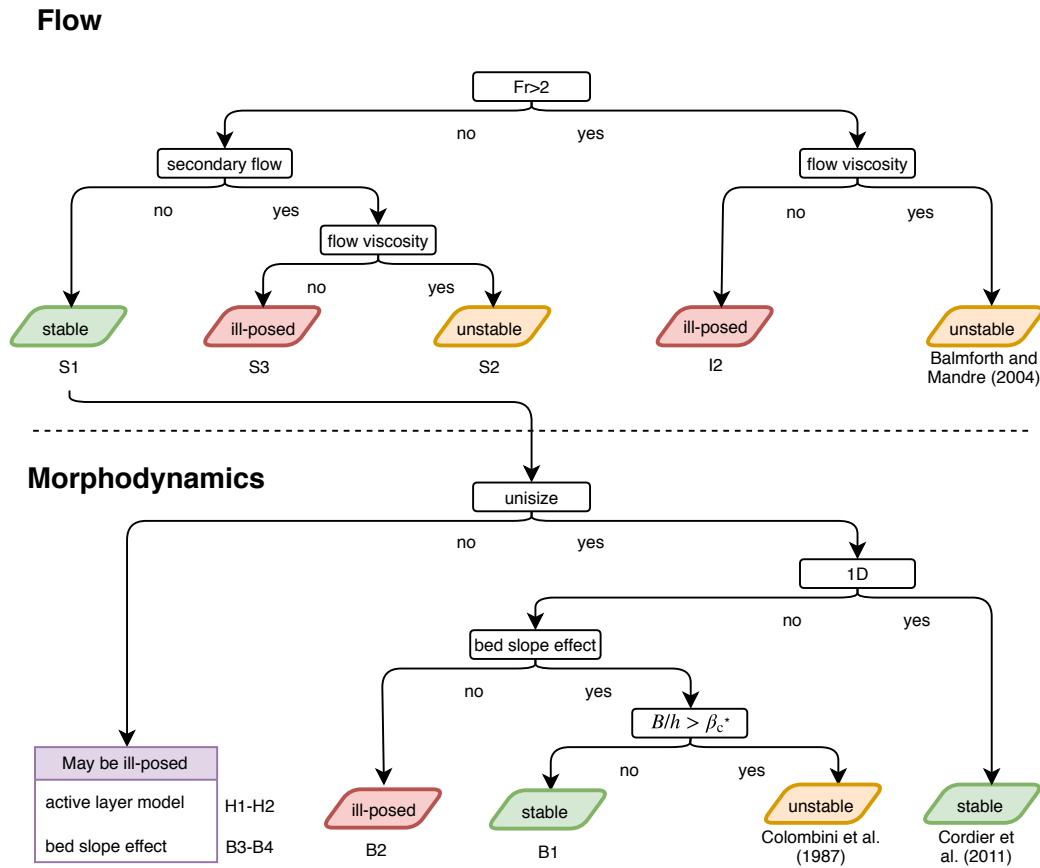 Flow
Fr>2
no
yes
secondary flow
flow viscosity
no
yes
no
yes
flow viscosity
no
yes
stable
ill-posed
unstable
ill-posed
unstable
S1
S3
S2
I2
Balmforth and
Mandre (2004)
Morphodynamics
unisize
no
yes
1D
no
yes
bed slope effect
no
yes
B/h > βc*
no
yes
May be ill-posed
active layer model
H1-H2
bed slope effect
B3-B4
ill-posed
stable
unstable
stable
B2
B1
Colombini et al.
(1987)
Cordier et
al. (2011)